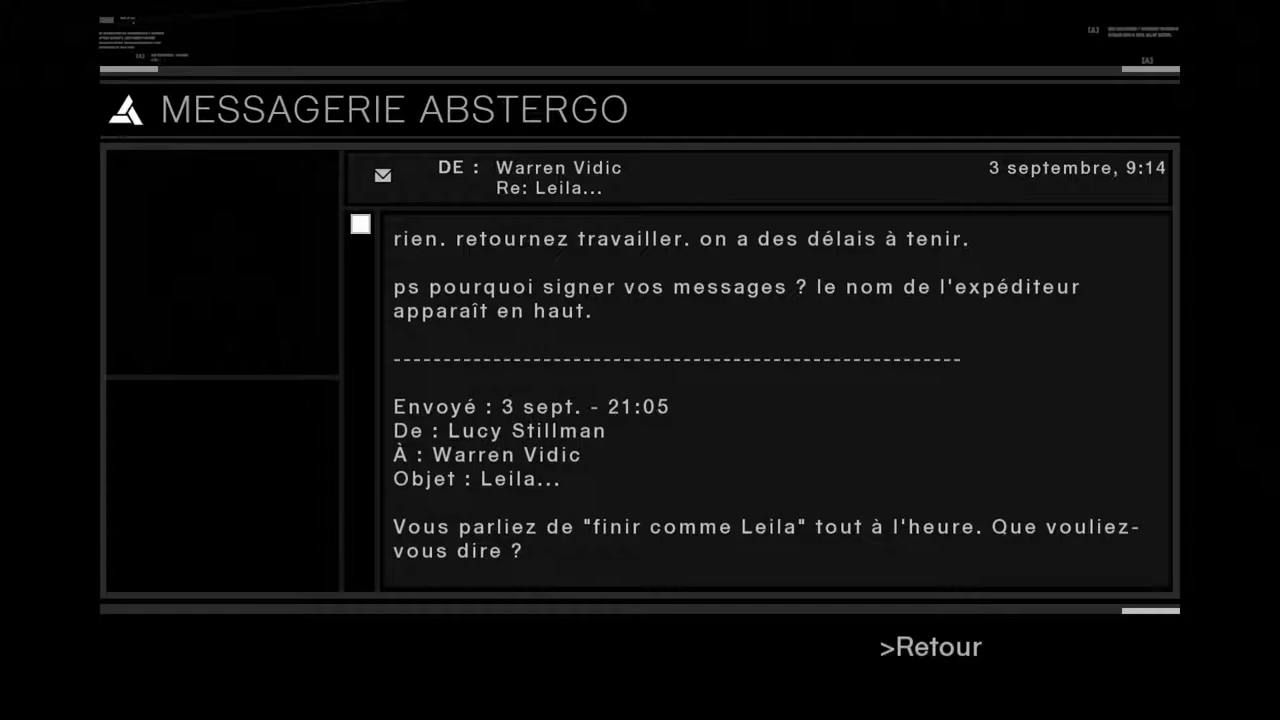 MESSAGERIE ABSTERGO
DE : Warren Vidic 3 septembre, 9:14
Re: Leila...
rien. retournez travailler. on a des délais à tenir.
ps pourquoi signer vos messages ? le nom de l'expéditeur
apparaît en haut.
---------------------------------------------------------
Envoyé : 3 sept. - 21:05
De : Lucy Stillman
À : Warren Vidic
Objet : Leila...
Vous parliez de "finir comme Leila" tout à l'heure. Que vouliez-
vous dire ?
>Retour